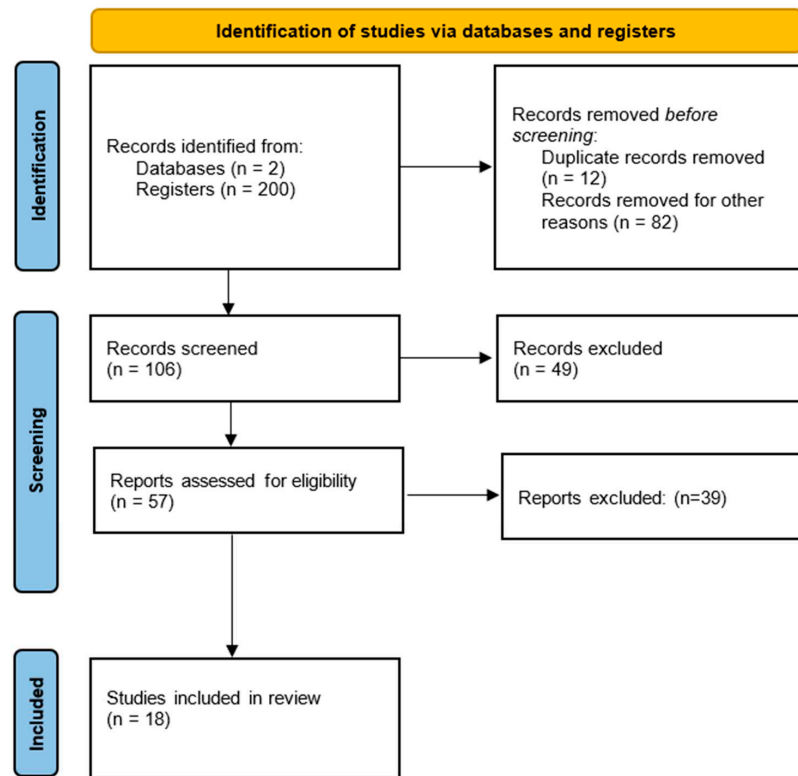 Identification of studies via databases and registers
Identification
Records identified from:
Databases (n = 2)
Registers (n = 200)
Records removed before
screening:
Duplicate records removed
(n = 12)
Records removed for other
reasons (n = 82)
Screening
Records screened
(n = 106)
Records excluded
(n = 49)
Reports assessed for eligibility
(n = 57)
Reports excluded: (n=39)
Included
Studies included in review
(n = 18)